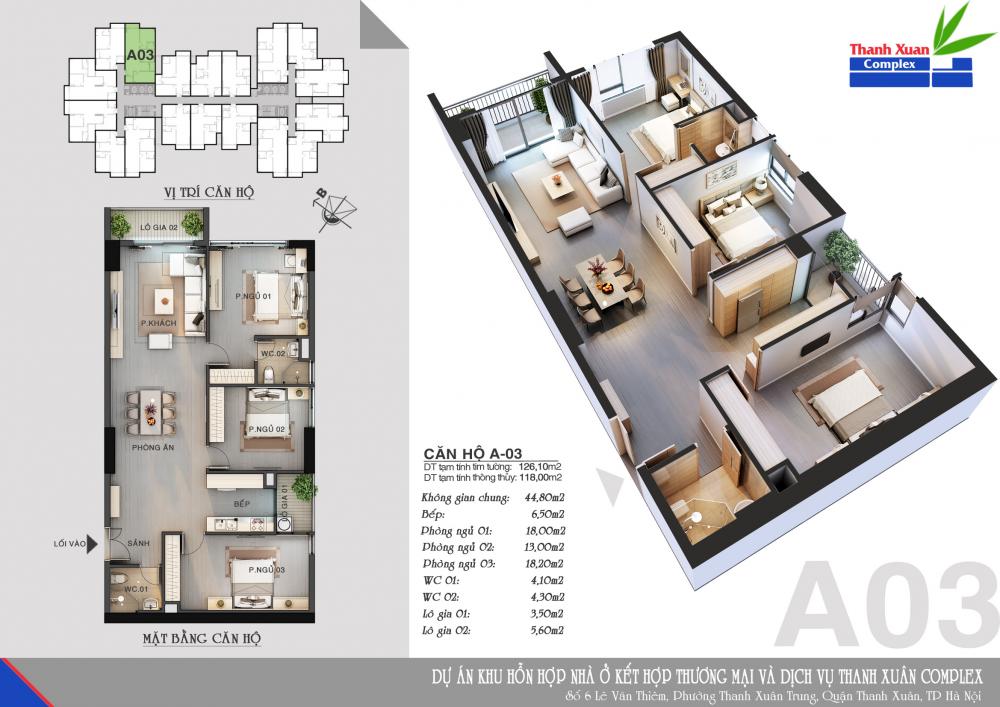 A03
VỊ TRÍ CĂN HỘ
B
Thanh Xuan
Complex
LÔ GIA 02
P.KHÁCH
P.NGỦ 01
WC.02
P.NGỦ 02
PHÒNG ĂN
BẾP
LÔ GIA 01
LỐI VÀO
SẢNH
P.NGỦ 03
WC.01
MẶT BẰNG CĂN HỘ
CĂN HỘ A-03
DT tạm tính tim tường: 126,10m2
DT tạm tính thông thủy: 118,00m2
Không gian chung: 44,80m2
Bếp: 6,50m2
Phòng ngủ 01: 18,00m2
Phòng ngủ 02: 13,00m2
Phòng ngủ 03: 18,20m2
WC 01: 4,10m2
WC 02: 4,30m2
Lô gia 01: 3,50m2
Lô gia 02: 5,60m2
A03
DỰ ÁN KHU HỖN HỢP NHÀ Ở KẾT HỢP THƯƠNG MẠI VÀ DỊCH VỤ THANH XUÂN COMPLEX
Số 6 Lê Văn Thiêm, Phường Thanh Xuân Trung, Quận Thanh Xuân, TP Hà Nội